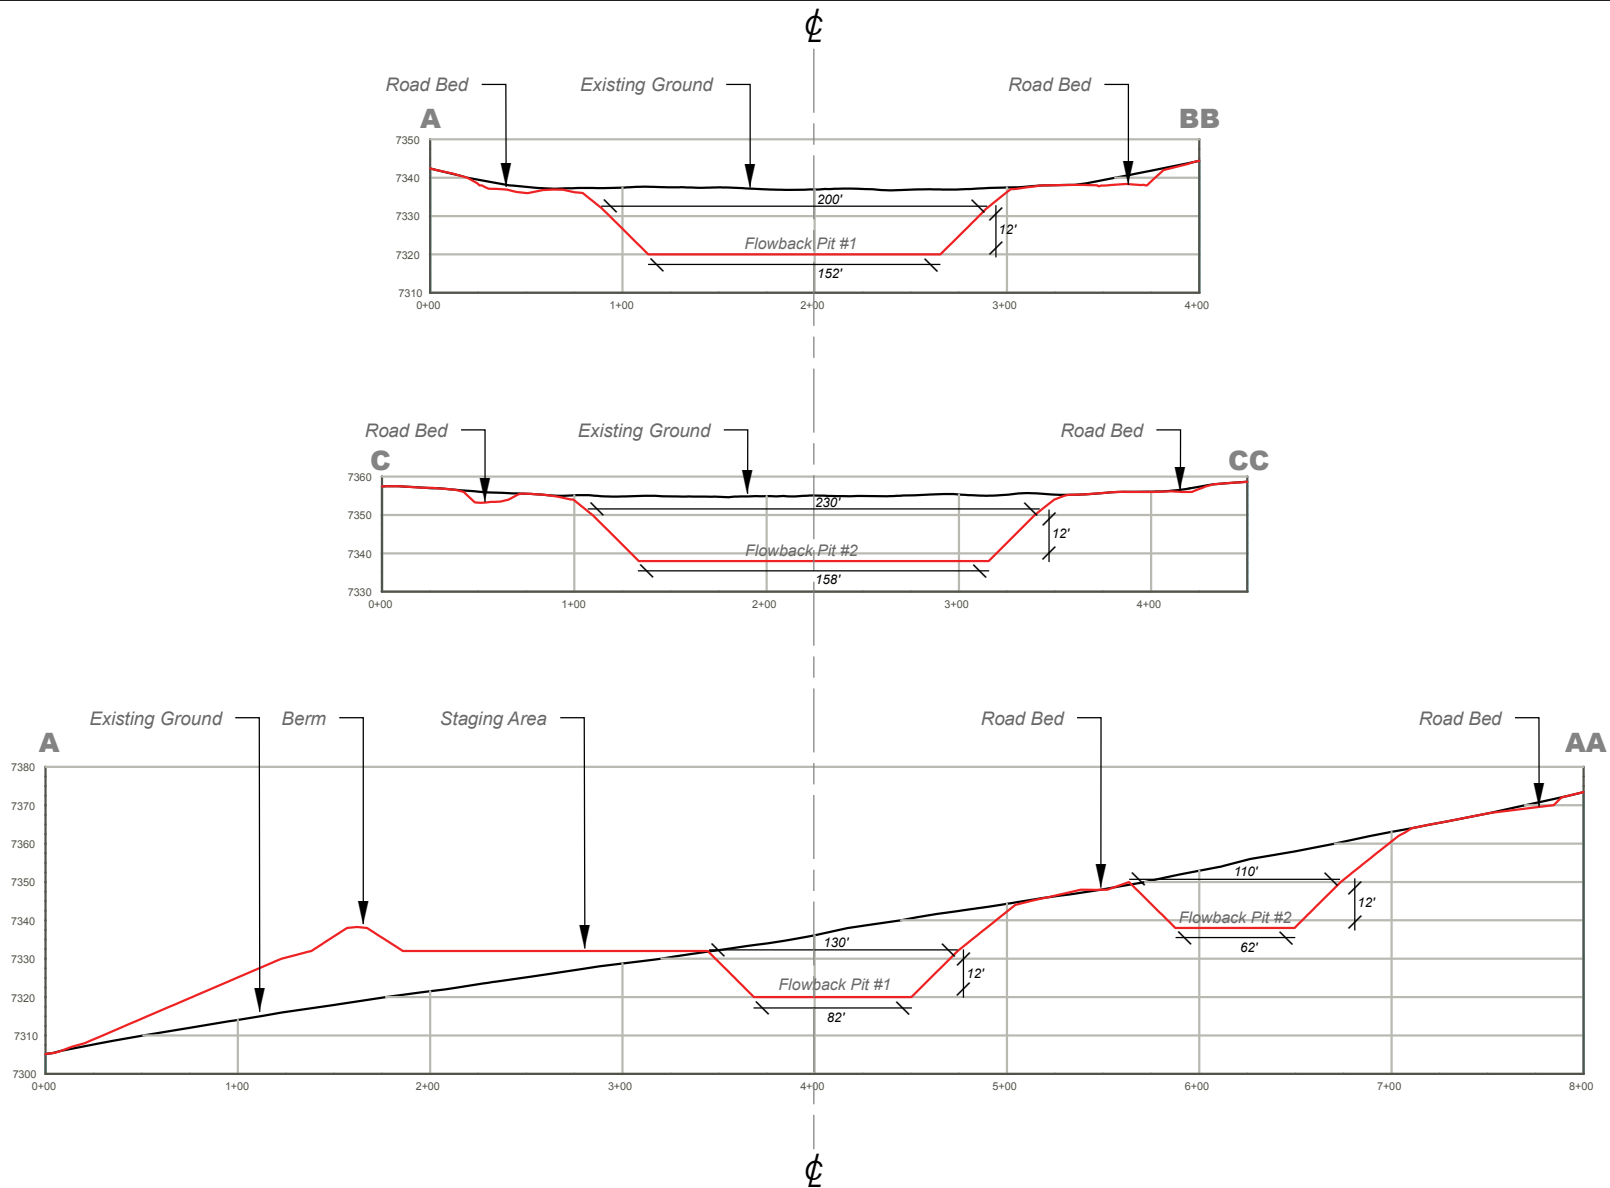 ℄
Road Bed Existing Ground Road Bed
A BB
7350
7340
200'
7330
12'
Flowback Pit #1
7320
152'
7310
0+00 1+00 2+00 3+00 4+00
Road Bed Existing Ground Road Bed
C CC
7360
230'
7350
12'
Flowback Pit #2
7340
158'
7330
0+00 1+00 2+00 3+00 4+00
Existing Ground Berm Staging Area Road Bed Road Bed
A AA
7380
7370
7360
110'
7350
12'
Flowback Pit #2
7340
62'
130'
7330
12'
Flowback Pit #1
7320
82'
7310
7300
0+00 1+00 2+00 3+00 4+00 5+00 6+00 7+00 8+00
℄